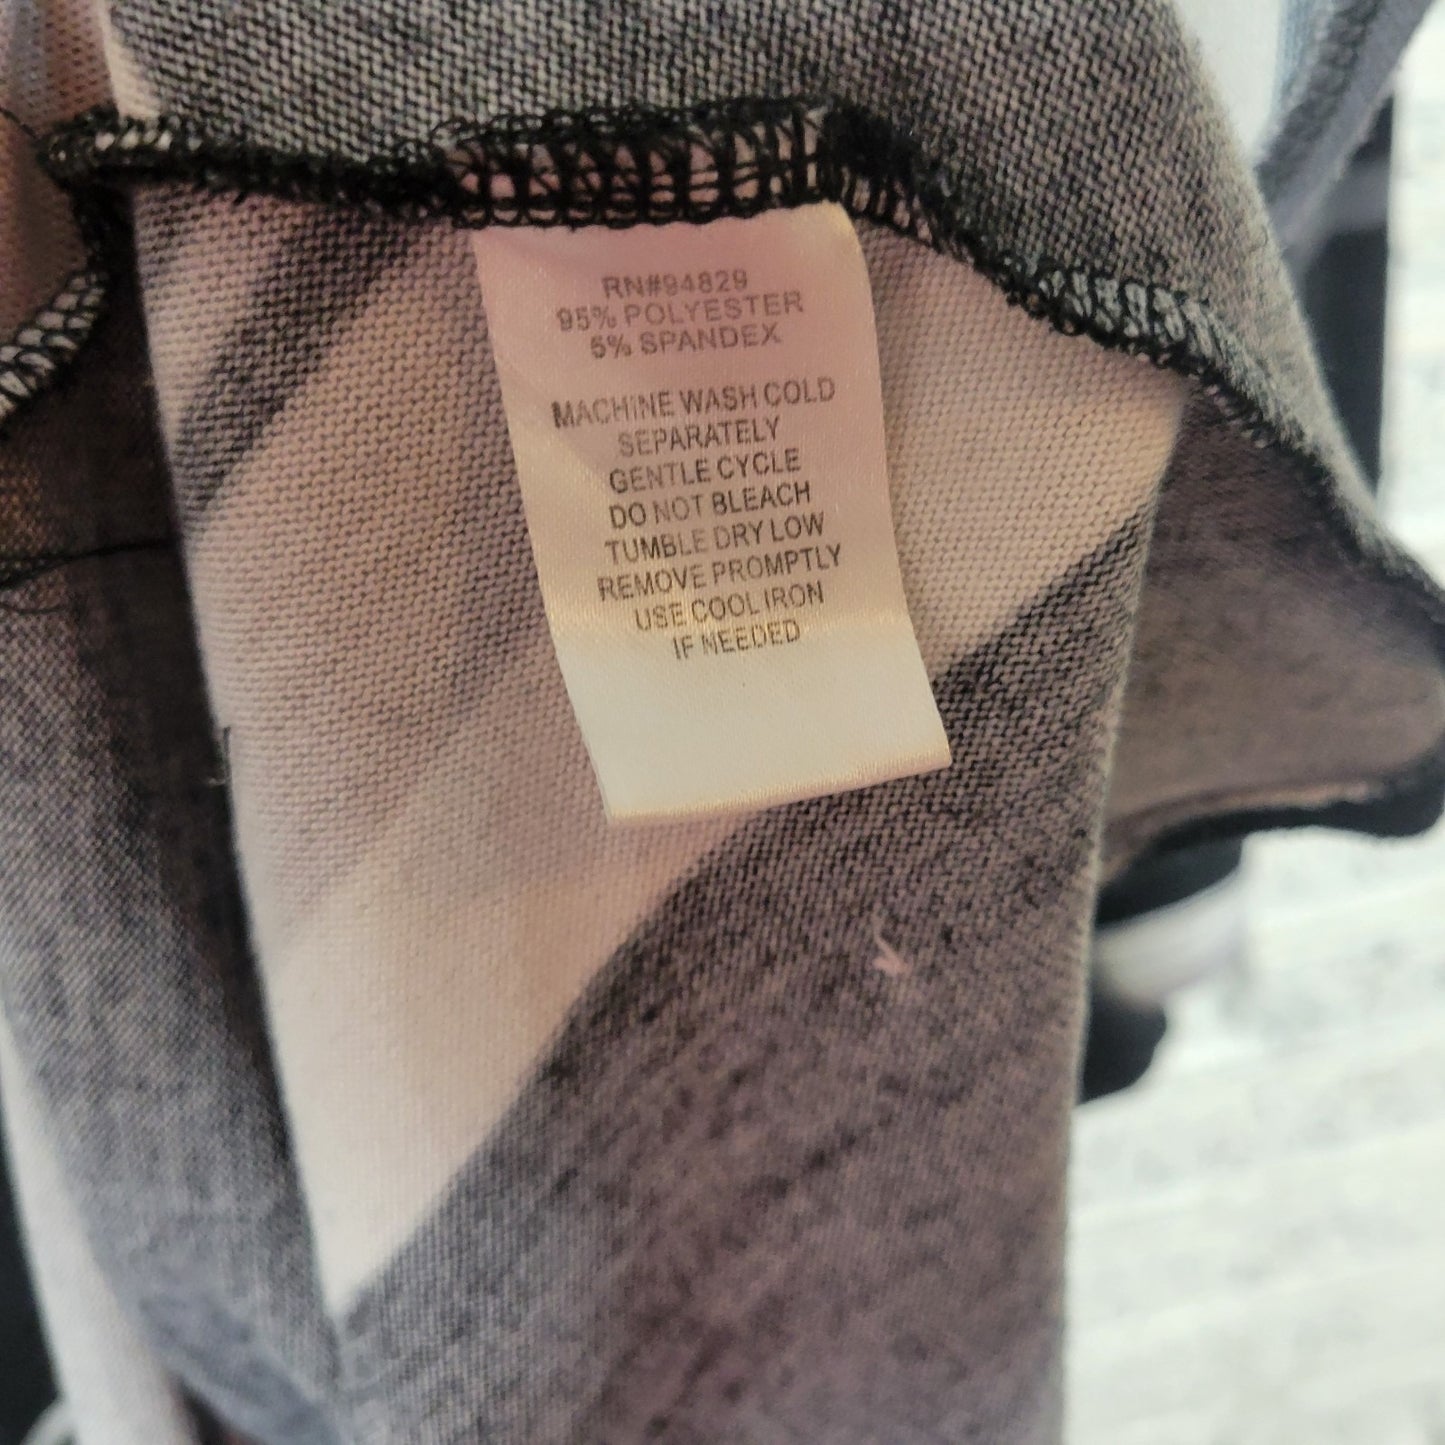 RN#94829
95% POLYESTER
5% SPANDEX
MACHINE WASH COLD
SEPARATELY
GENTLE CYCLE
DO NOT BLEACH
TUMBLE DRY LOW
REMOVE PROMPTLY
USE COOL IRON
IF NEEDED